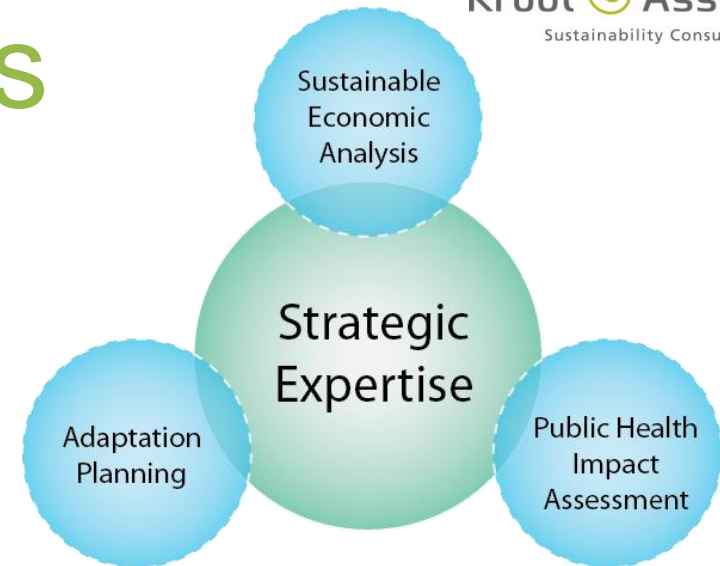 s
Sustainability Consu
Sustainable
Economic
Analysis
Strategic
Expertise
Adaptation
Planning
Public Health
Impact
Assessment